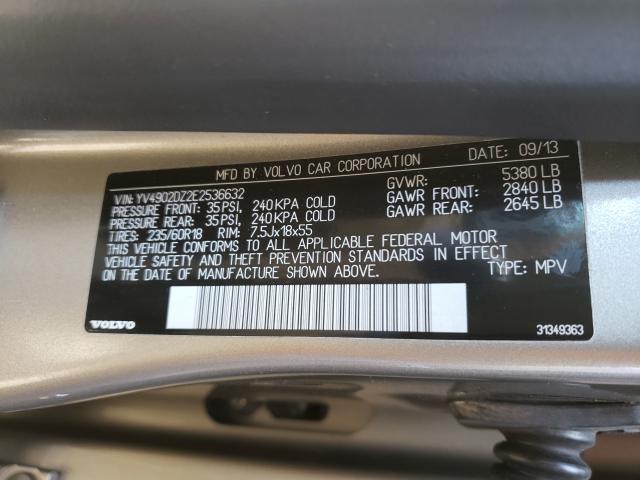 MFD BY VOLVO CAR CORPORATION DATE: 09/13
VIN: YV4902DZ2E2536632 GVWR: 5380 LB
PRESSURE FRONT: 35 PSI, 240 KPA COLD GAWR FRONT: 2840 LB
PRESSURE REAR: 35 PSI, 240 KPA COLD GAWR REAR: 2645 LB
TIRES: 235/60R18 RIM: 7.5Jx18x55
THIS VEHICLE CONFORMS TO ALL APPLICABLE FEDERAL MOTOR
VEHICLE SAFETY AND THEFT PREVENTION STANDARDS IN EFFECT
ON THE DATE OF MANUFACTURE SHOWN ABOVE. TYPE: MPV
VOLVO 31349363